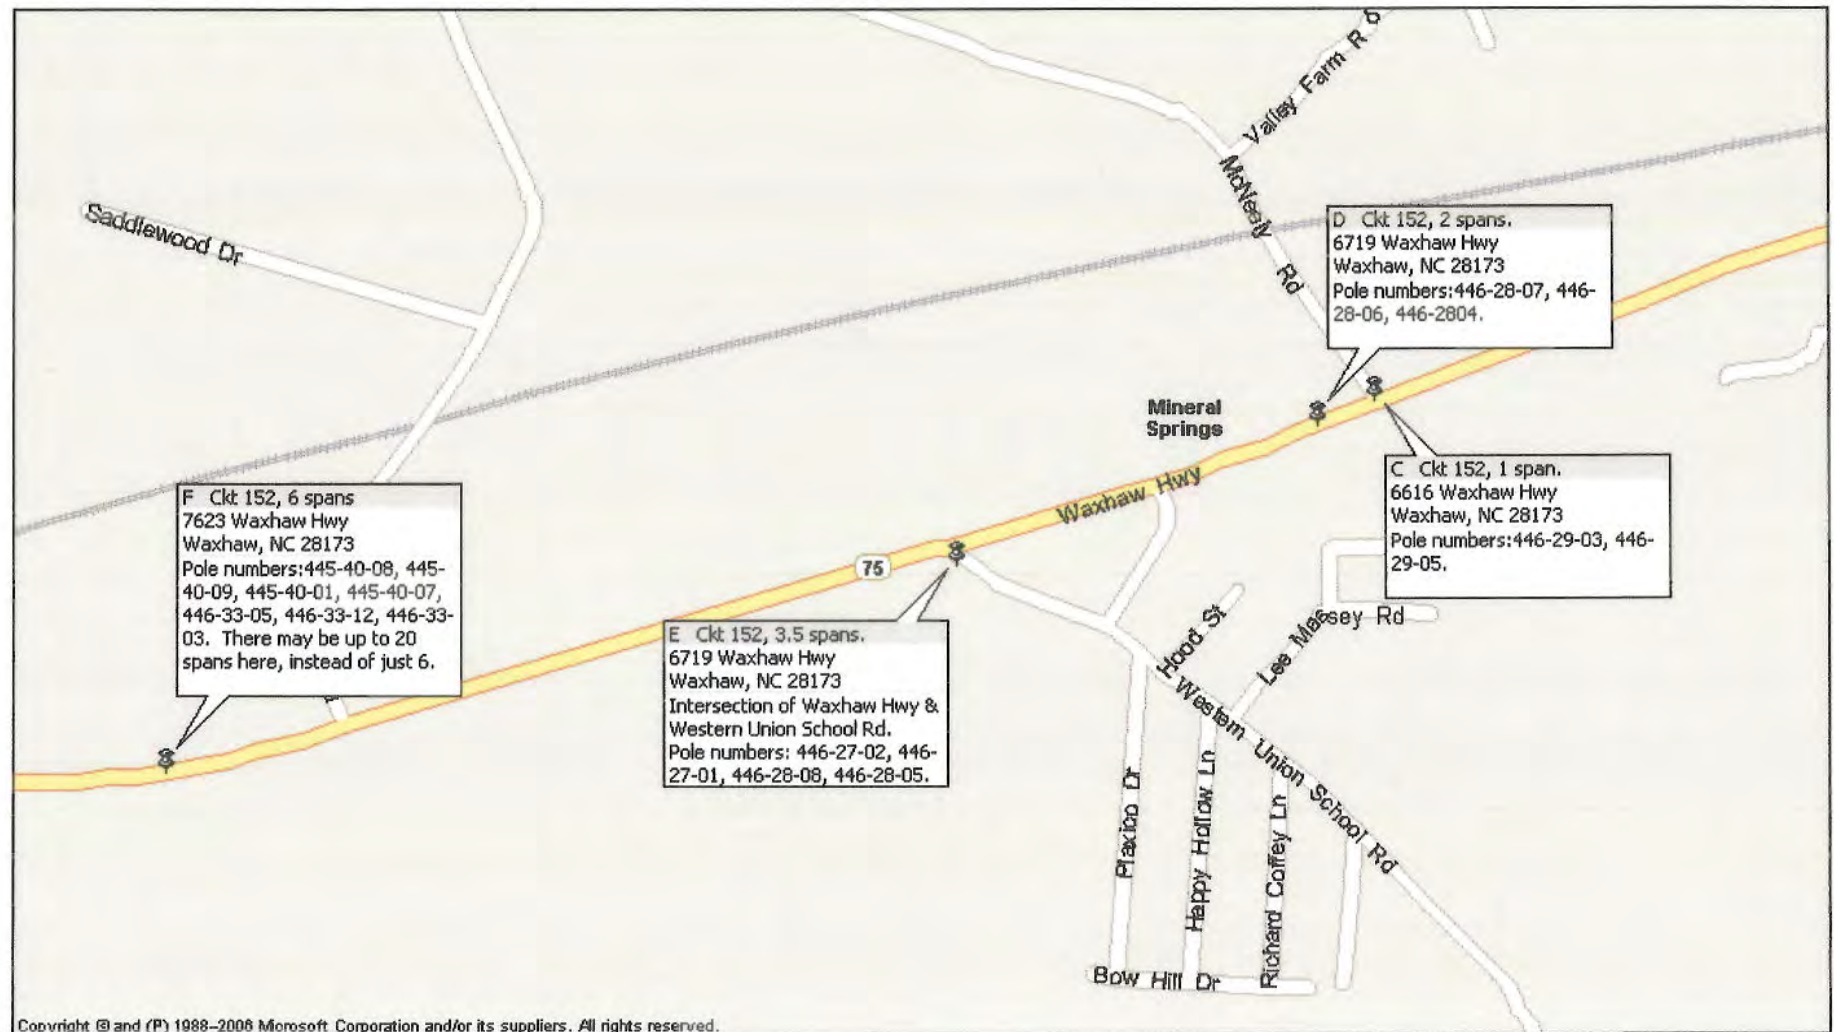 Valley Farm Rd
McNeely Rd
Saddlewood Dr
D Ckt 152, 2 spans.
6719 Waxhaw Hwy
Waxhaw, NC 28173
Pole numbers:446-28-07, 446-
28-06, 446-2804.
Mineral
Springs
C Ckt 152, 1 span.
6616 Waxhaw Hwy
Waxhaw, NC 28173
Pole numbers:446-29-03, 446-
29-05.
Waxhaw Hwy
F Ckt 152, 6 spans
7623 Waxhaw Hwy
Waxhaw, NC 28173
Pole numbers:445-40-08, 445-
40-09, 445-40-01, 445-40-07,
446-33-05, 446-33-12, 446-33-
03. There may be up to 20
spans here, instead of just 6.
75
E Ckt 152, 3.5 spans.
6719 Waxhaw Hwy
Waxhaw, NC 28173
Intersection of Waxhaw Hwy &
Western Union School Rd.
Pole numbers: 446-27-02, 446-
27-01, 446-28-08, 446-28-05.
Hood St
Lee Massey Rd
Western Union School Rd
Plaxico Dr
Happy Hollow Ln
Richard Coffey Ln
Bow Hill Dr
Copyright © and (P) 1988–2006 Microsoft Corporation and/or its suppliers. All rights reserved.